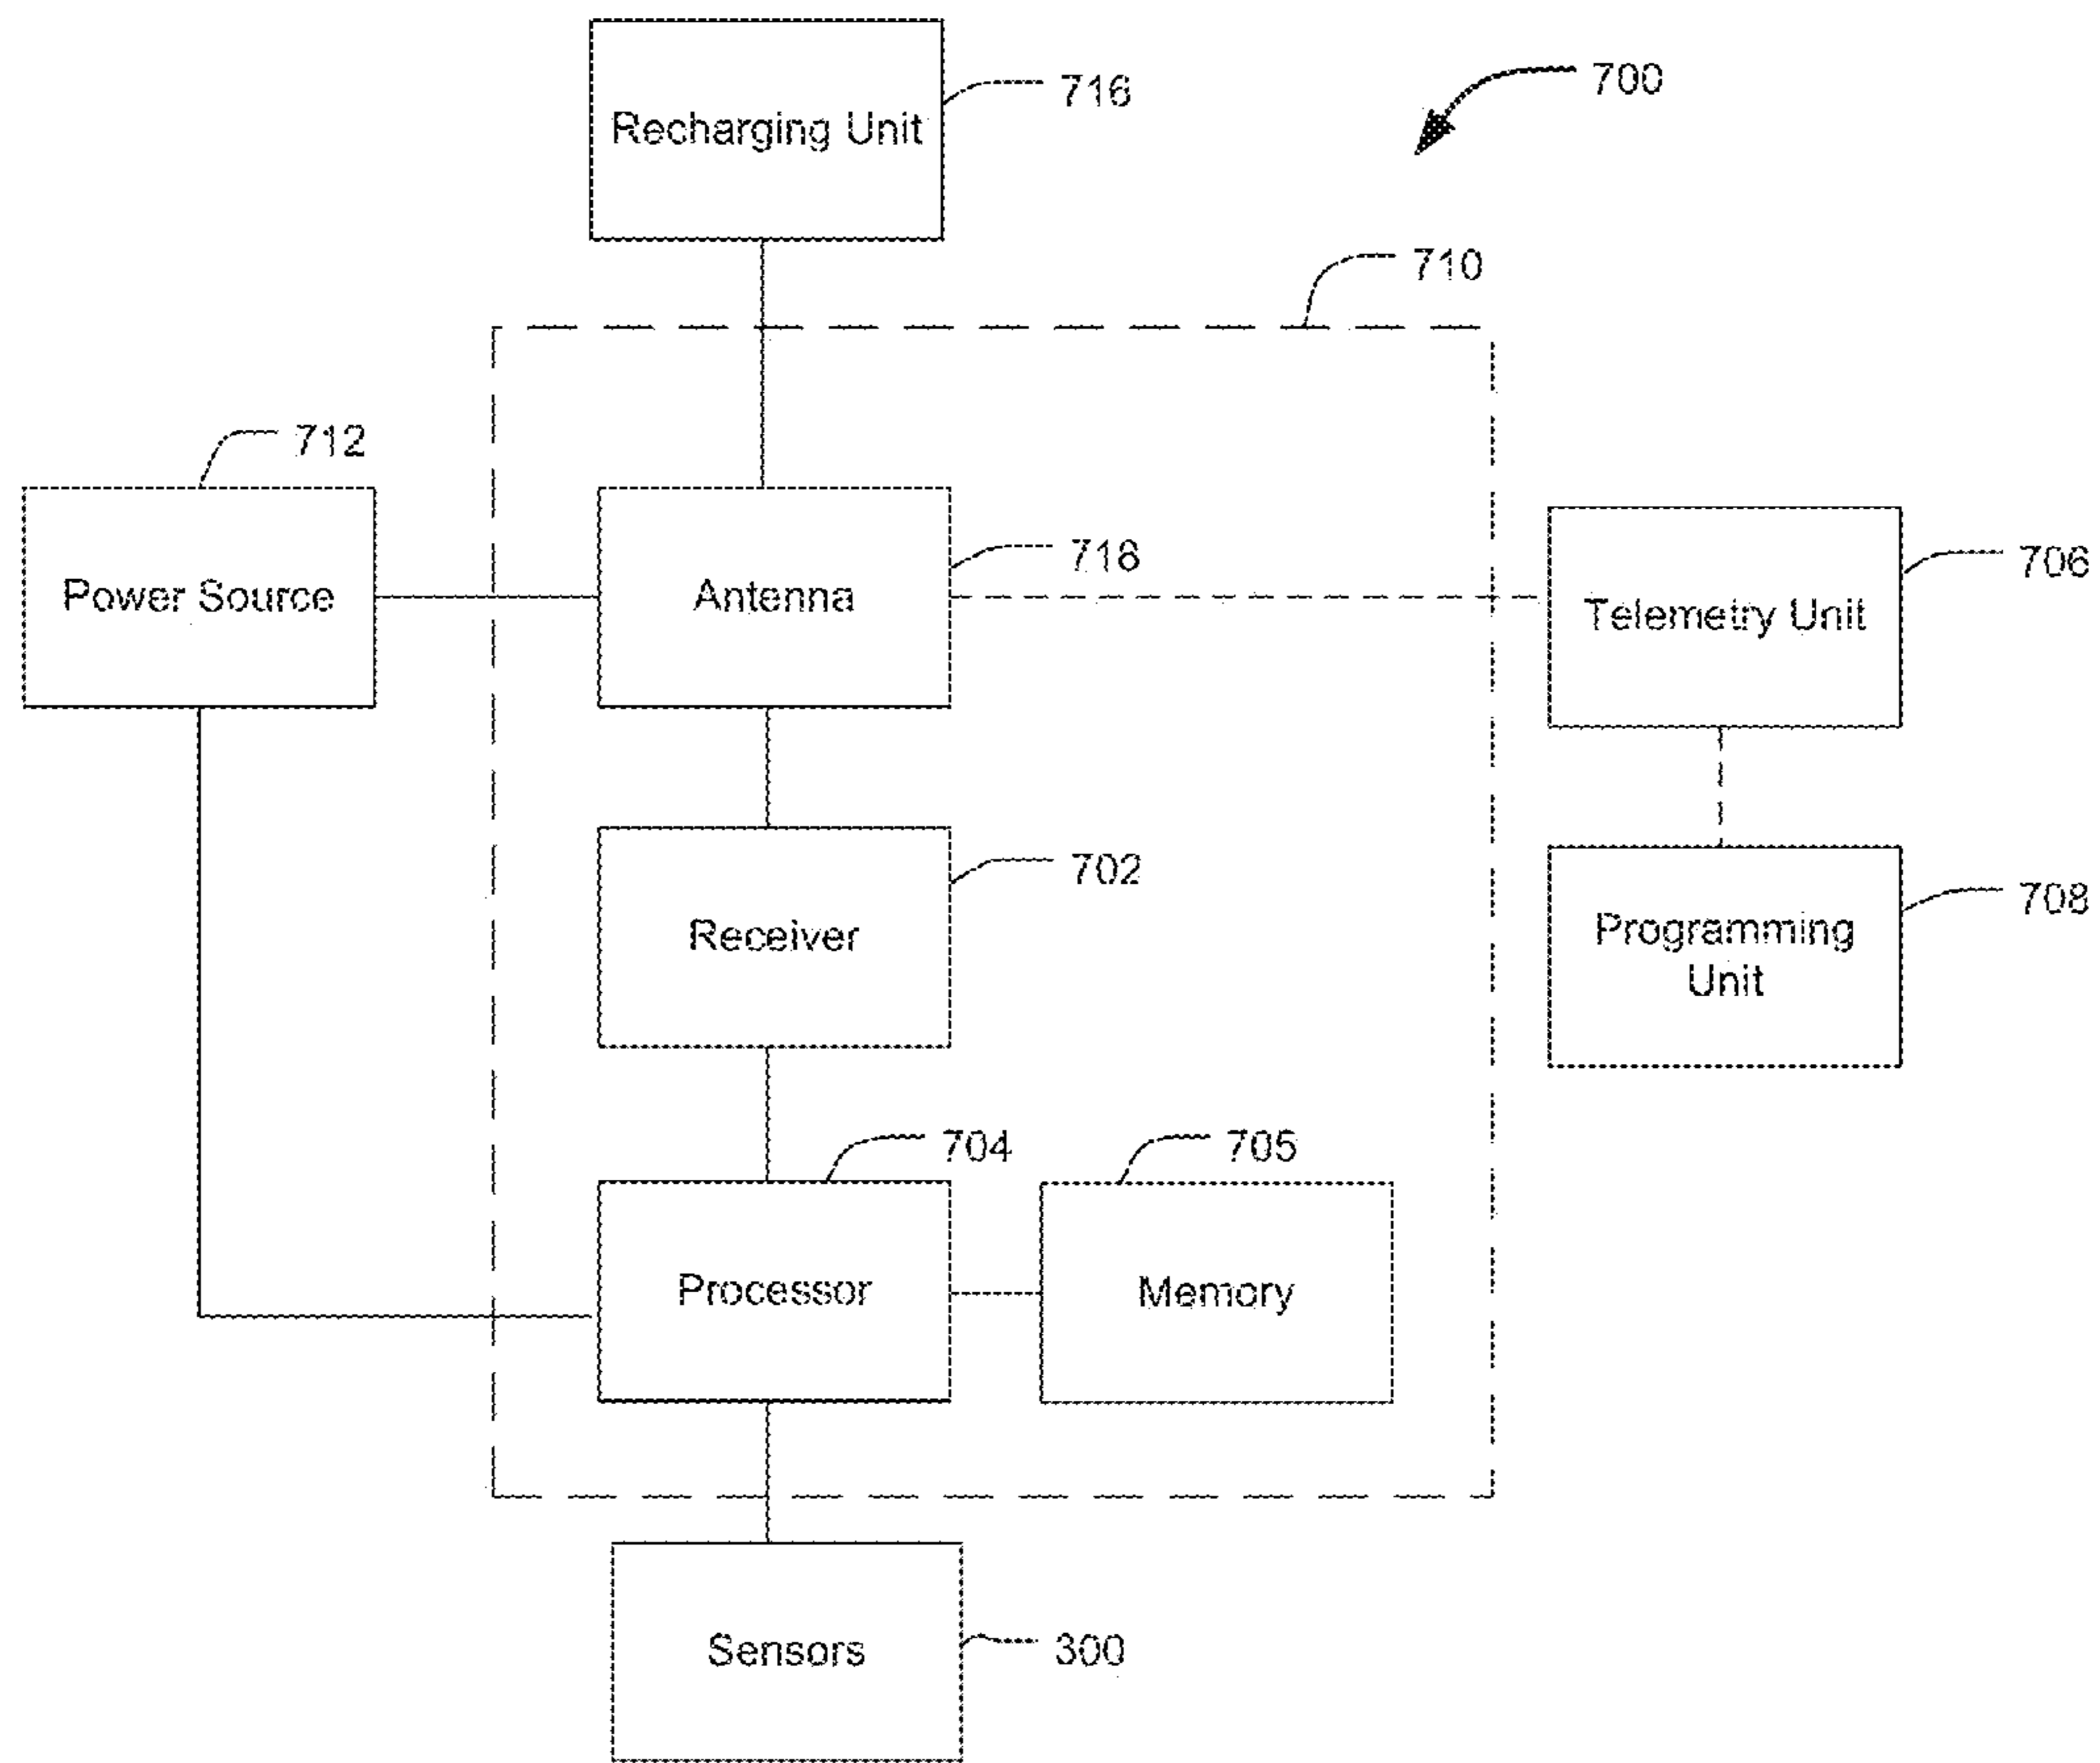 Recharging Unit
716
700
710
712
Power Source
Antenna
718
Telemetry Unit
706
Receiver
702
Programming
Unit
708
704
705
Processor
Memory
Sensors
300